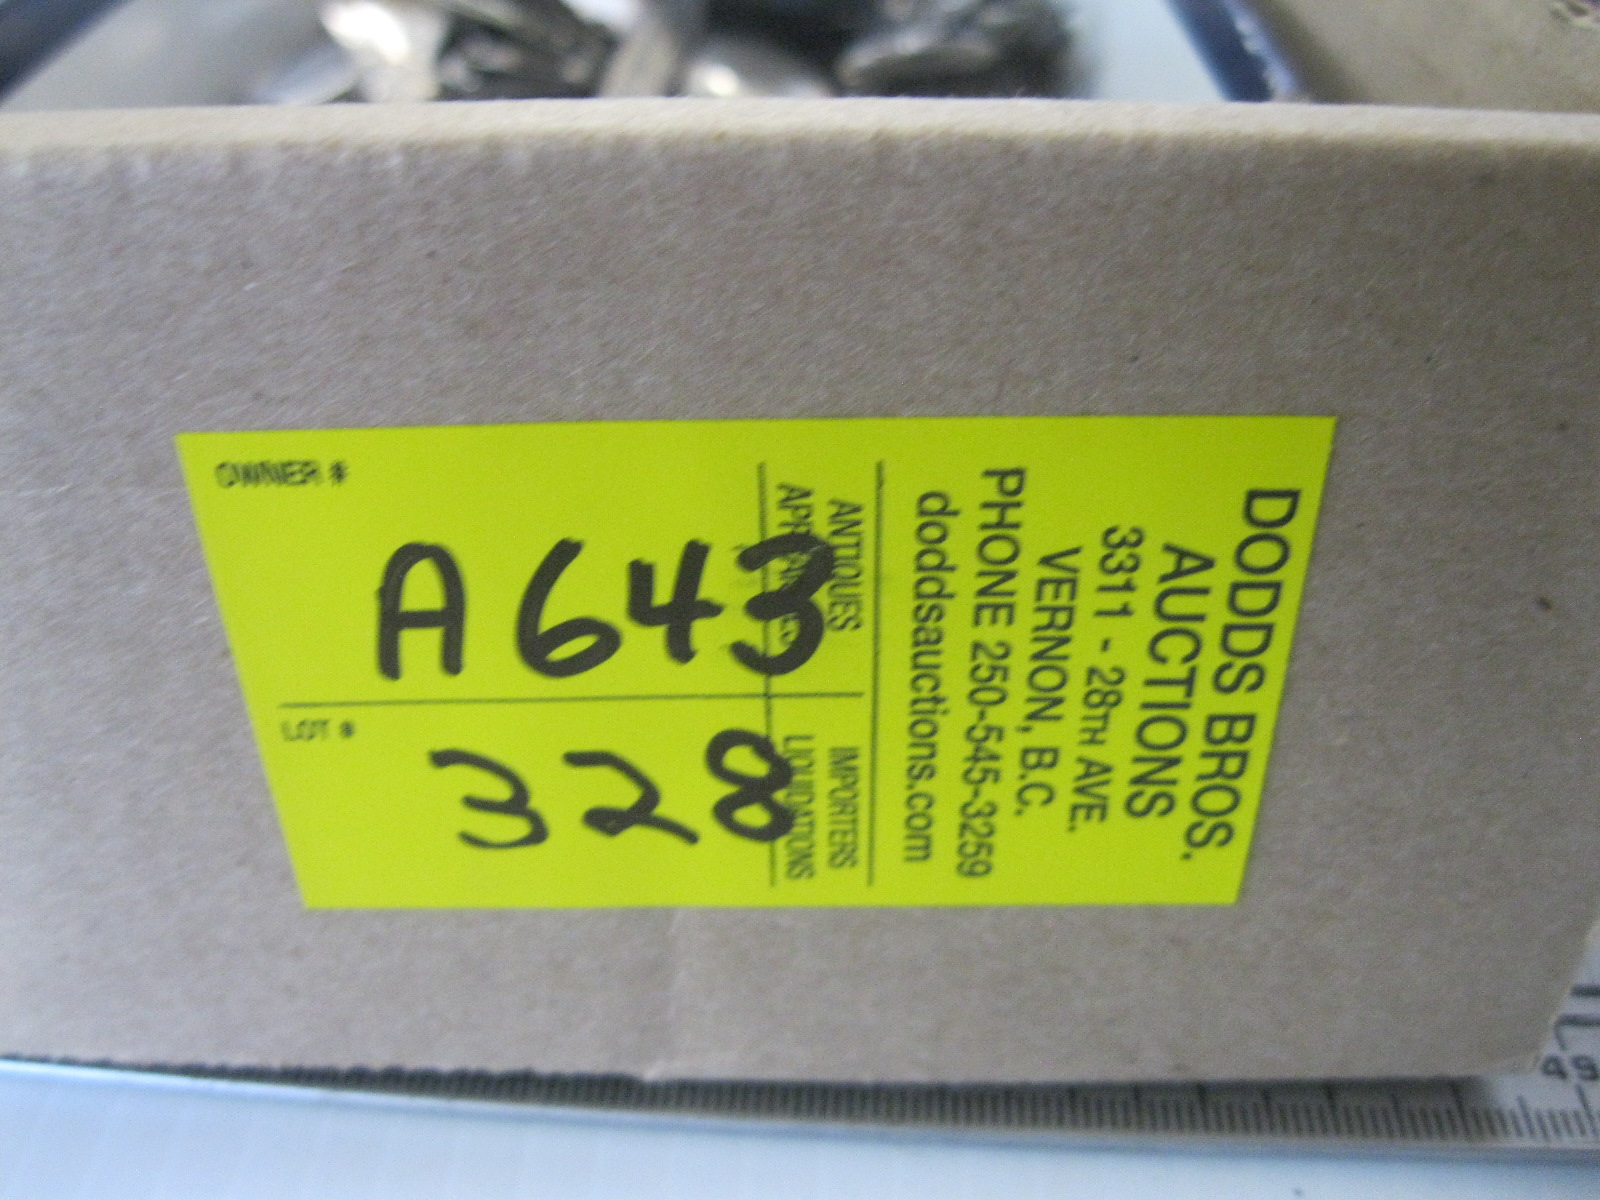 DODDS BROS.
AUCTIONS
3311 - 28TH AVE.
VERNON, B.C.
PHONE 250-545-3259
doddsauctions.com
ANTIQUES IMPORTERS
LIQUIDATIONS
OWNER #
A643
LOT #
328
49